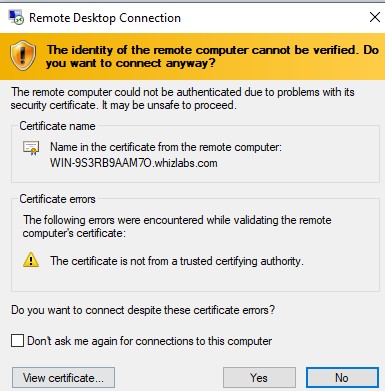 Remote Desktop Connection
The identity of the remote computer cannot be verified. Do
you want to connect anyway?
The remote computer could not be authenticated due to problems with its
security certificate. It may be unsafe to proceed.
Certificate name
Name in the certificate from the remote computer:
WIN-9S3RB9AAM7O.whizlabs.com
Certificate errors
The following errors were encountered while validating the remote
computer's certificate:
The certificate is not from a trusted certifying authority.
Do you want to connect despite these certificate errors?
Don't ask me again for connections to this computer
View certificate...
Yes
No